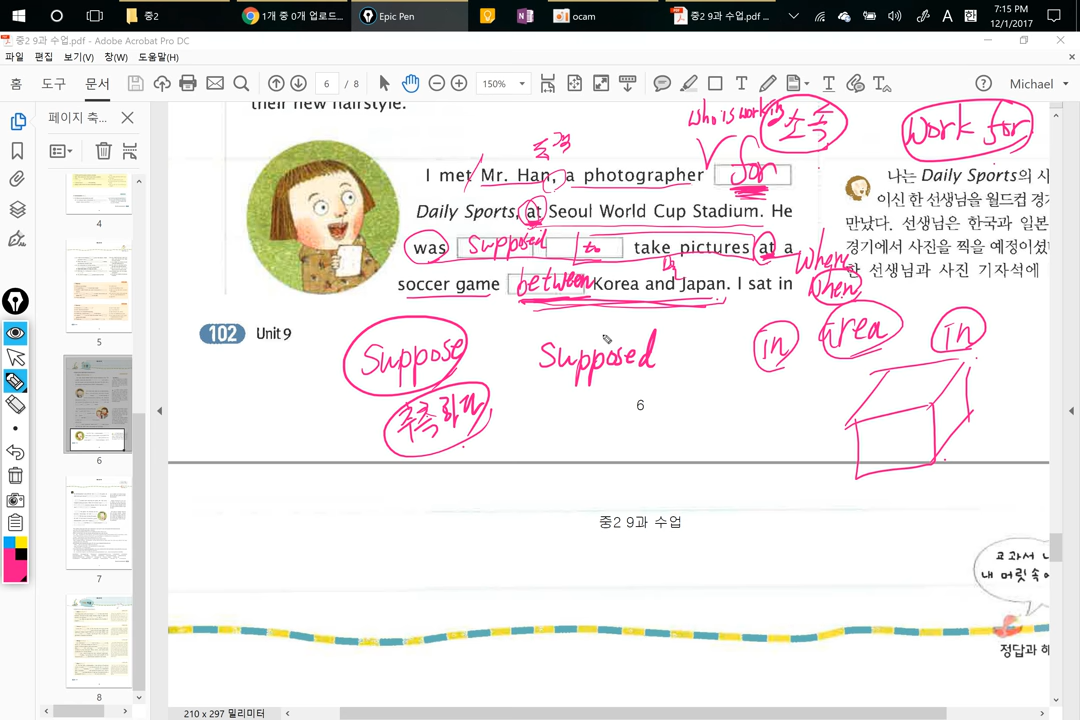 중2
1개 중 0개 업로드...
Epic Pen
ocam
중2 9과 수업.pdf ...
A 한
7:15 PM
12/1/2017
중2 9과 수업.pdf - Adobe Acrobat Pro DC
파일 편집 보기(V) 창(W) 도움말(H)
홈 도구 문서
6 / 8
150%
Michael
페이지 축...
their new hairstyle.
who is working
소속
work for
I met Mr. Han, a photographer for
Daily Sports, at Seoul World Cup Stadium. He
was supposed to take pictures at a
soccer game between Korea and Japan. I sat in
where
when
나는 Daily Sports의 사
이신 한 선생님을 월드컵 경기
만났다. 선생님은 한국과 일본
경기에서 사진을 찍을 예정이셨
한 선생님과 사진 기자석에
102 Unit 9
suppose
추측하다
Supposed
in
area
in
6
중2 9과 수업
교과서 내
내 머릿속에
정답과 해
4
5
6
7
8
210 x 297 밀리미터